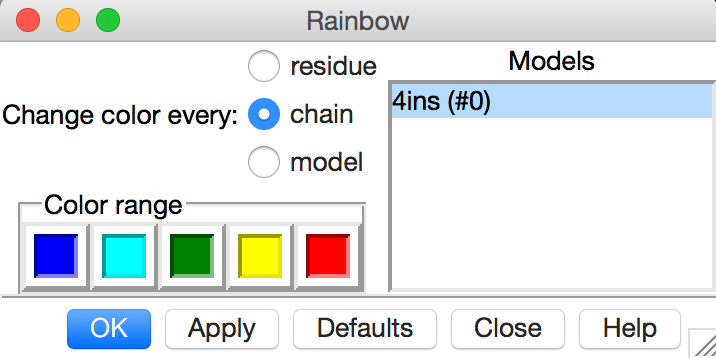 Rainbow
residue
Change color every:
chain
model
Color range
Models
4ins (#0)
OK
Apply
Defaults
Close
Help